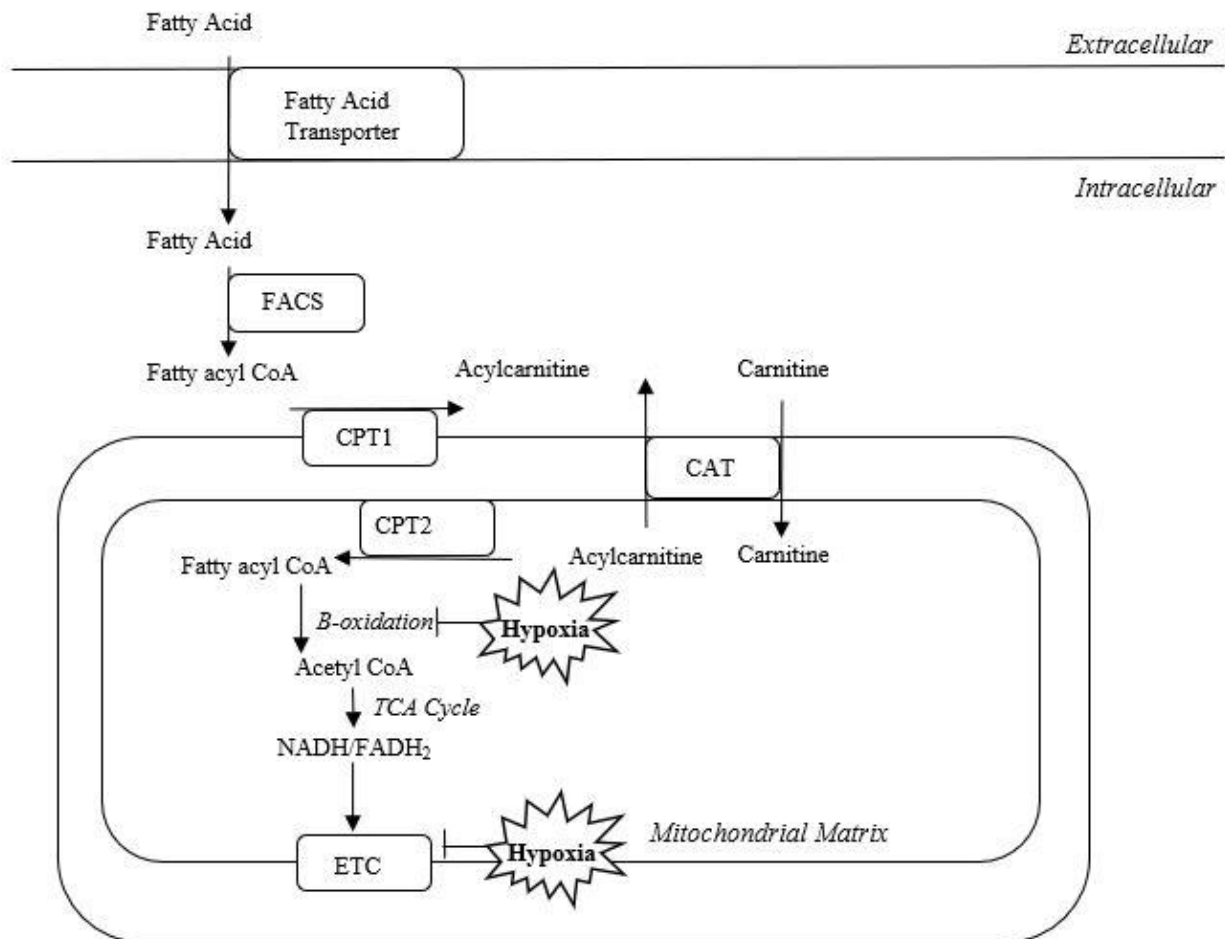 Fatty Acid
Extracellular
Fatty Acid
Transporter
Intracellular
Fatty Acid
FACS
Fatty acyl CoA
Acylcarnitine
Carnitine
CPT1
CAT
CPT2
Fatty acyl CoA
Acylcarnitine
Carnitine
B-oxidation
Hypoxia
Acetyl CoA
TCA Cycle
NADH/FADH₂
ETC
Hypoxia
Mitochondrial Matrix